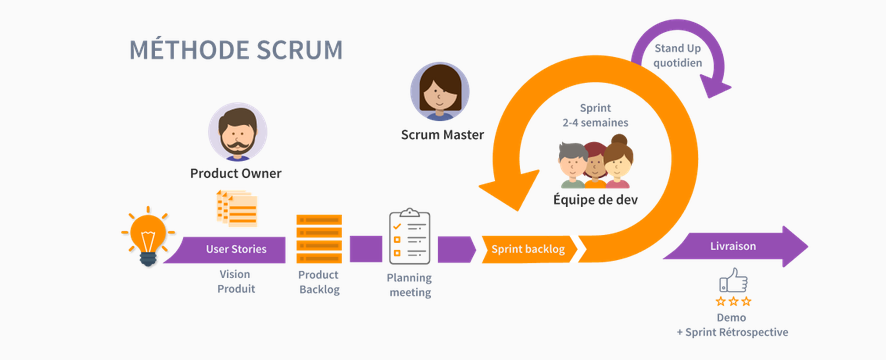 MÉTHODE SCRUM
Stand Up
quotidien
Scrum Master
Sprint
2-4 semaines
Product Owner
Équipe de dev
User Stories
Sprint backlog
Livraison
Vision
Produit
Product
Backlog
Planning
meeting
Demo
+ Sprint Rétrospective